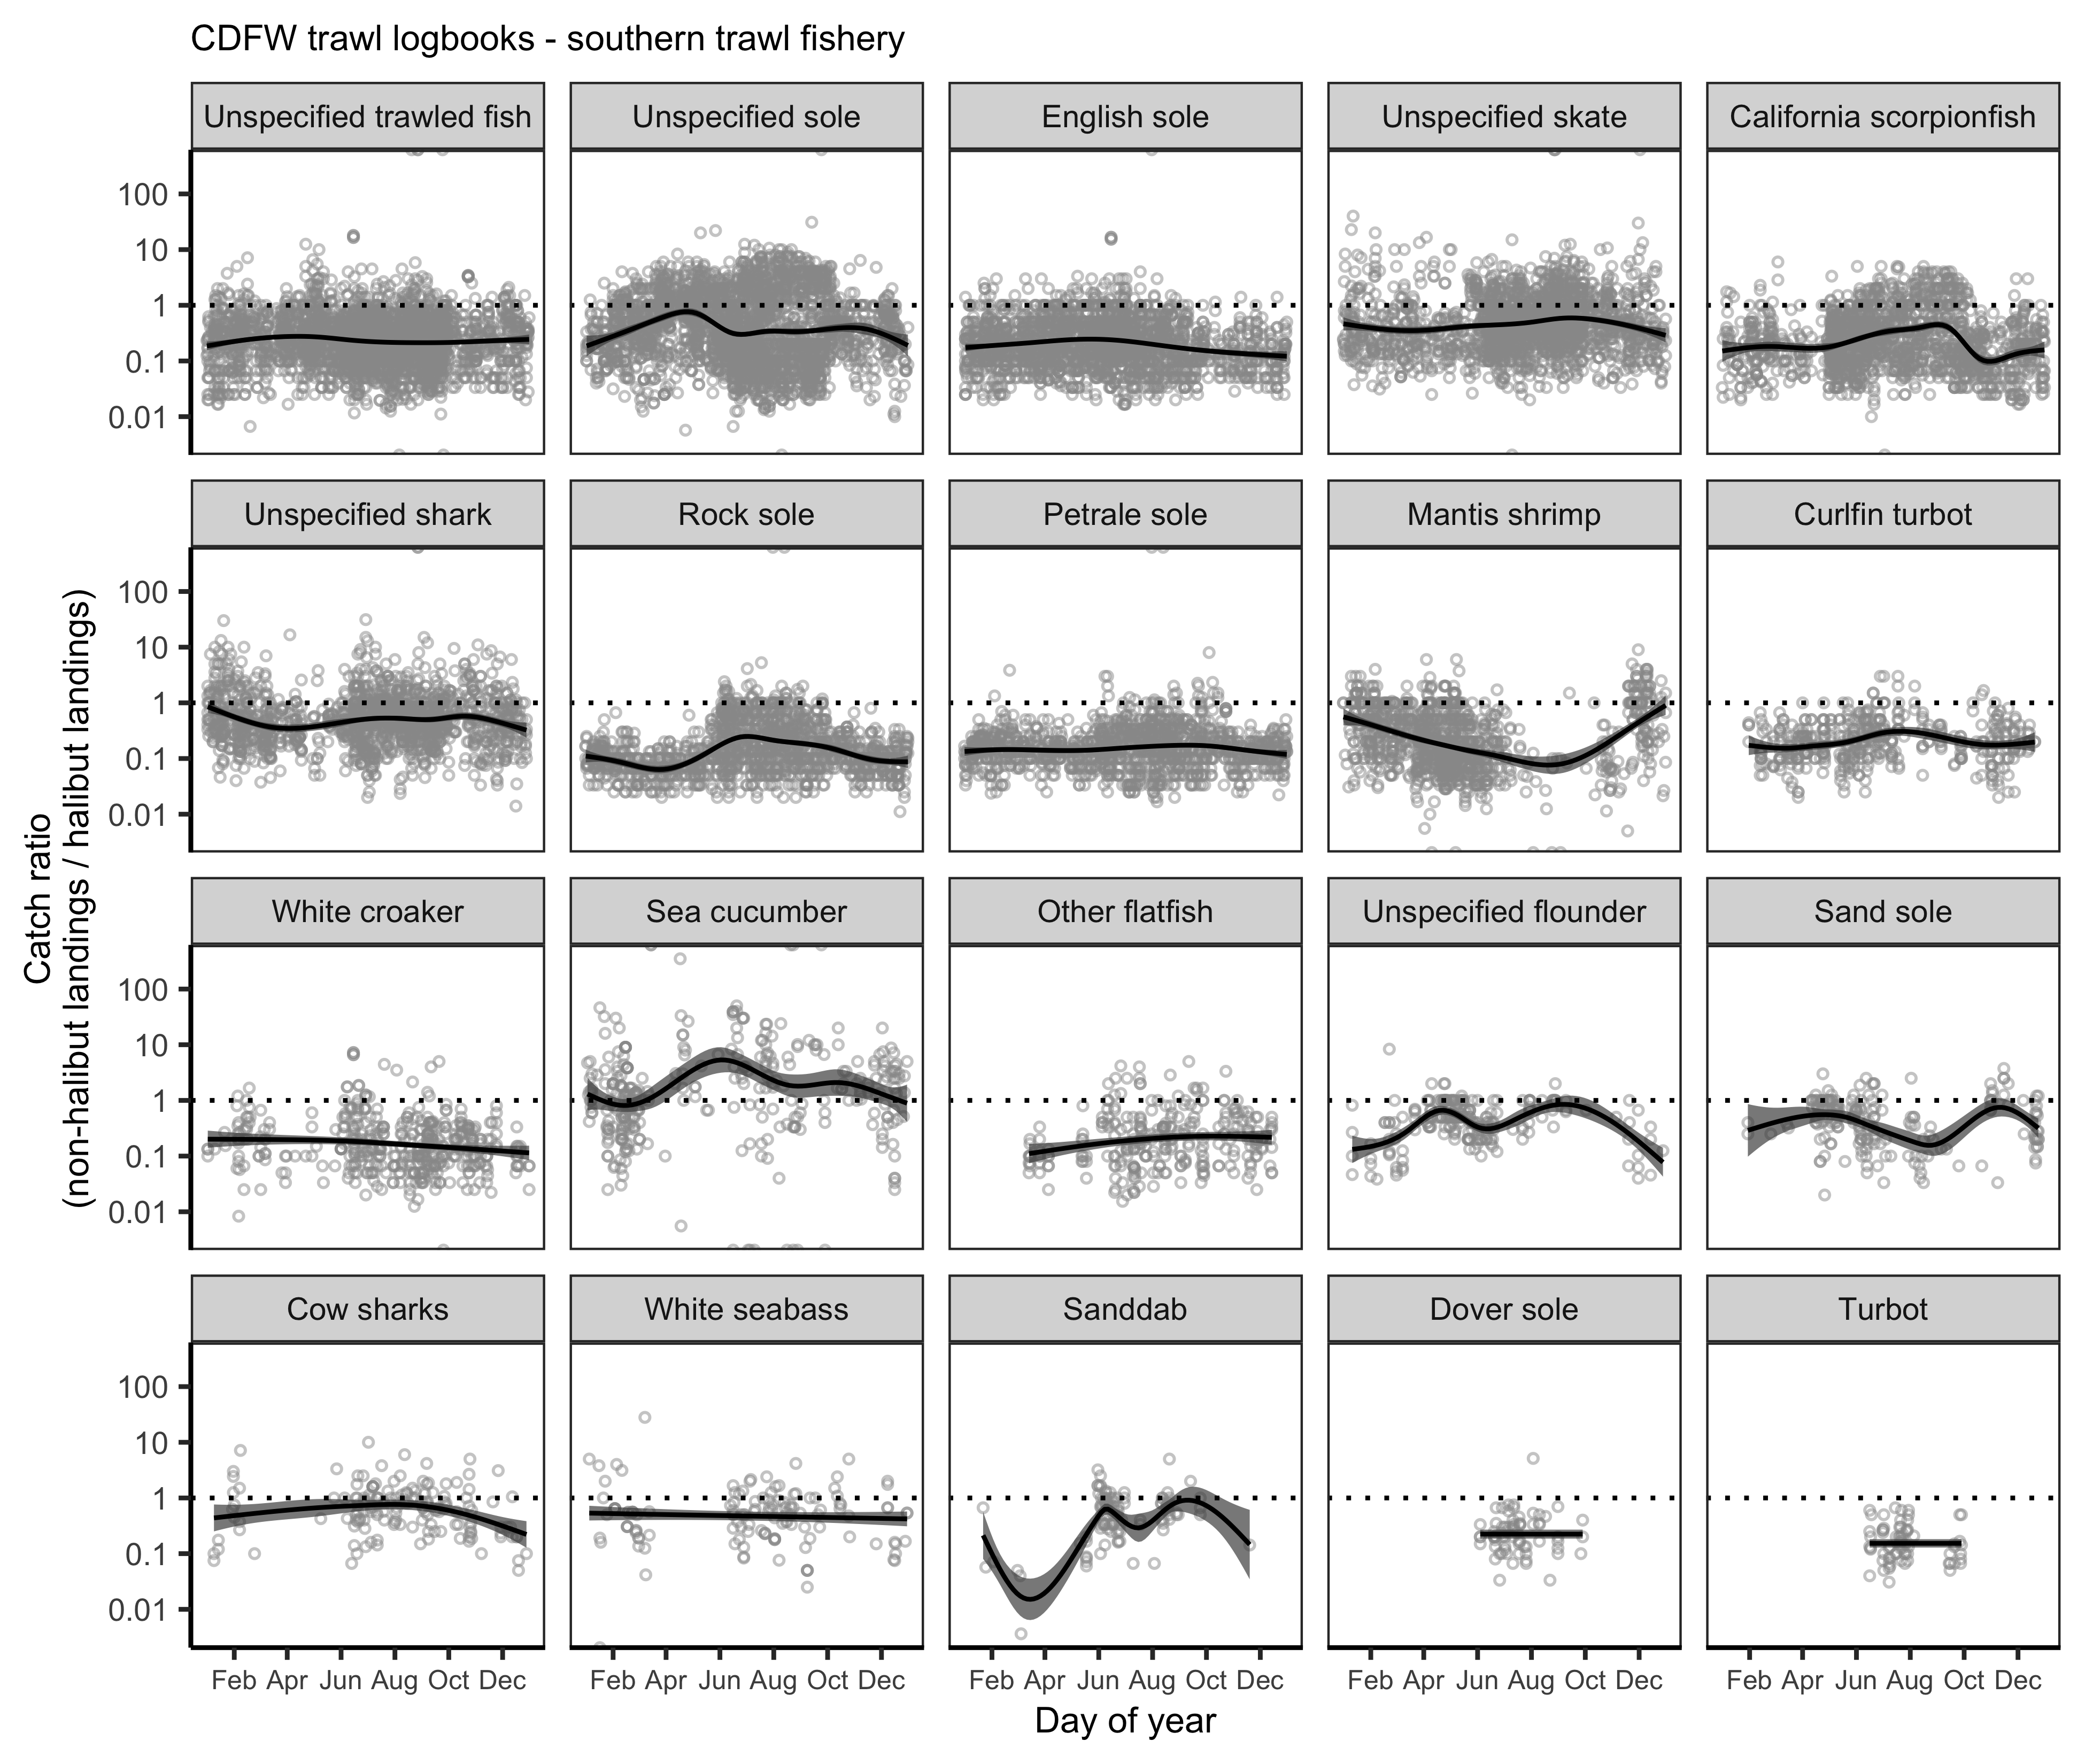 CDFW trawl logbooks - southern trawl fishery
Unspecified trawled fish
Unspecified sole
English sole
Unspecified skate
California scorpionfish
100
10
1
0.1
0.01
Unspecified shark
Rock sole
Petrale sole
Mantis shrimp
Curlfin turbot
100
10
1
0.1
0.01
Catch ratio
(non-halibut landings / halibut landings)
White croaker
Sea cucumber
Other flatfish
Unspecified flounder
Sand sole
100
10
1
0.1
0.01
Cow sharks
White seabass
Sanddab
Dover sole
Turbot
100
10
1
0.1
0.01
Feb Apr Jun Aug Oct Dec
Feb Apr Jun Aug Oct Dec
Feb Apr Jun Aug Oct Dec
Feb Apr Jun Aug Oct Dec
Feb Apr Jun Aug Oct Dec
Day of year